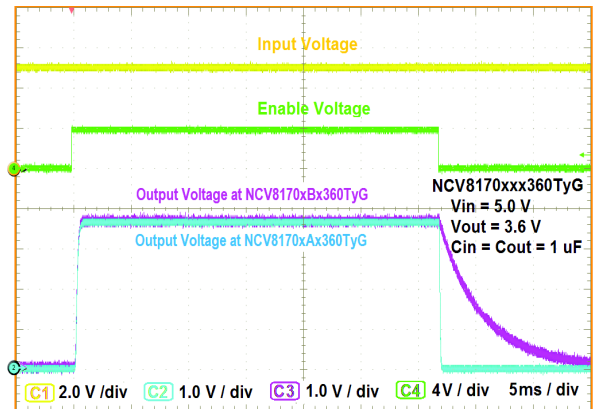 Input Voltage
Enable Voltage
NCV8170xxx360TyG
Output Voltage at NCV8170xBx360TyG
Vin = 5.0 V
Vout = 3.6 V
Output Voltage at NCV8170xAx360TyG
Cin = Cout = 1 uF
4
2
C1 2.0 V /div C2 1.0 V / div C3 1.0 V / div C4 4V / div 5ms / div